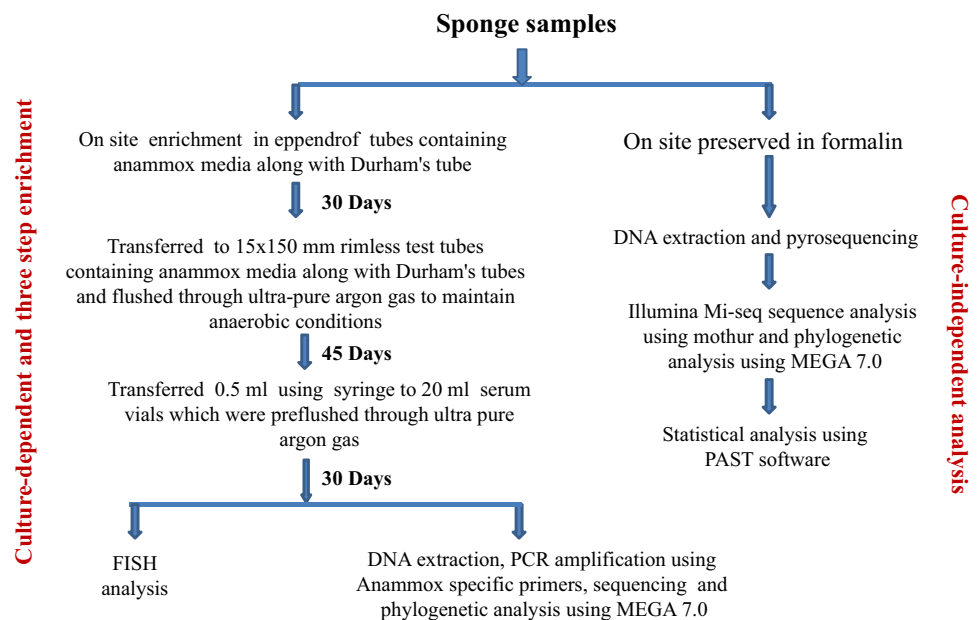 Sponge samples
Culture-dependent and three step enrichment
On site enrichment in eppendrof tubes containing
anammox media along with Durham's tube
30 Days
Transferred to 15x150 mm rimless test tubes
containing anammox media along with Durham's tubes
and flushed through ultra-pure argon gas to maintain
anaerobic conditions
45 Days
Transferred 0.5 ml using syringe to 20 ml serum
vials which were preflushed through ultra pure
argon gas
30 Days
FISH
analysis
DNA extraction, PCR amplification using
Anammox specific primers, sequencing and
phylogenetic analysis using MEGA 7.0
On site preserved in formalin
DNA extraction and pyrosequencing
Illumina Mi-seq sequence analysis
using mothur and phylogenetic
analysis using MEGA 7.0
Statistical analysis using
PAST software
Culture-independent analysis